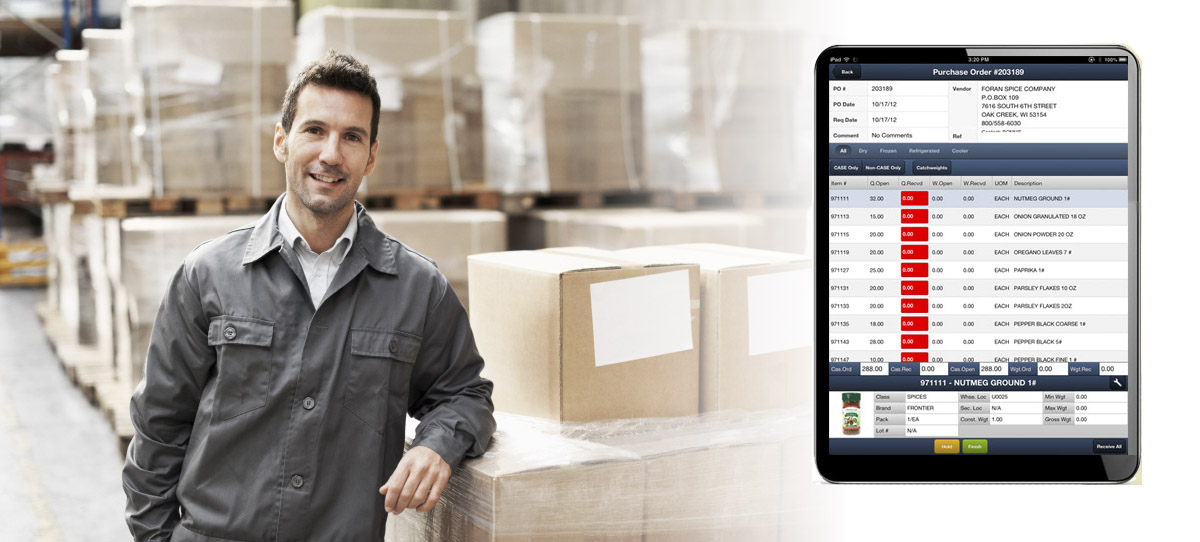 iPad 3:20 PM 100%
Back Purchase Order #203189
PO # 203189 Vendor FORAN SPICE COMPANY
P.O.BOX 109
PO Date 10/17/12 7616 SOUTH 6TH STREET
OAK CREEK, WI 53154
Req Date 10/17/12 800/558-6030
Comment No Comments Ref
All Dry Frozen Refrigerated Cooler
CASE Only Non-CASE Only Catchweights
Item # Q.Open Q.Recvd W.Open W.Recvd UOM Description
971111 32.00 0.00 0.00 0.00 EACH NUTMEG GROUND 1#
971113 15.00 0.00 0.00 0.00 EACH ONION GRANULATED 18 OZ
971115 20.00 0.00 0.00 0.00 EACH ONION POWDER 20 OZ
971119 20.00 0.00 0.00 0.00 EACH OREGANO LEAVES 7 #
971127 25.00 0.00 0.00 0.00 EACH PAPRIKA 1#
971131 20.00 0.00 0.00 0.00 EACH PARSLEY FLAKES 10 OZ
971133 20.00 0.00 0.00 0.00 EACH PARSLEY FLAKES 2OZ
971135 18.00 0.00 0.00 0.00 EACH PEPPER BLACK COARSE 1#
971143 28.00 0.00 0.00 0.00 EACH PEPPER BLACK 5#
971147 10.00 0.00 0.00 0.00 EACH PEPPER BLACK FINE 1 #
Cas.Ord 288.00 Cas.Rec 0.00 Cas.Open 288.00 Wgt.Ord 0.00 Wgt.Rec 0.00
971111 - NUTMEG GROUND 1#
Class SPICES Whse. Loc U0025 Min Wgt 0.00
Brand FRONTIER Sec. Loc N/A Max Wgt 0.00
Pack 1/EA Const. Wgt 1.00 Gross Wgt 0.00
Lot # N/A
Hold Finish Receive All